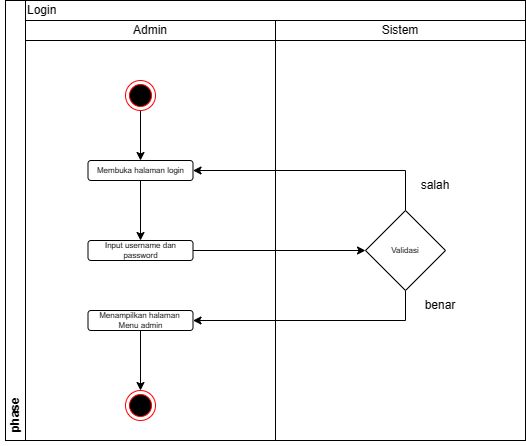 Login
Admin
Sistem
Membuka halaman login
salah
Input username dan
password
Validasi
benar
Menampilkan halaman
Menu admin
phase